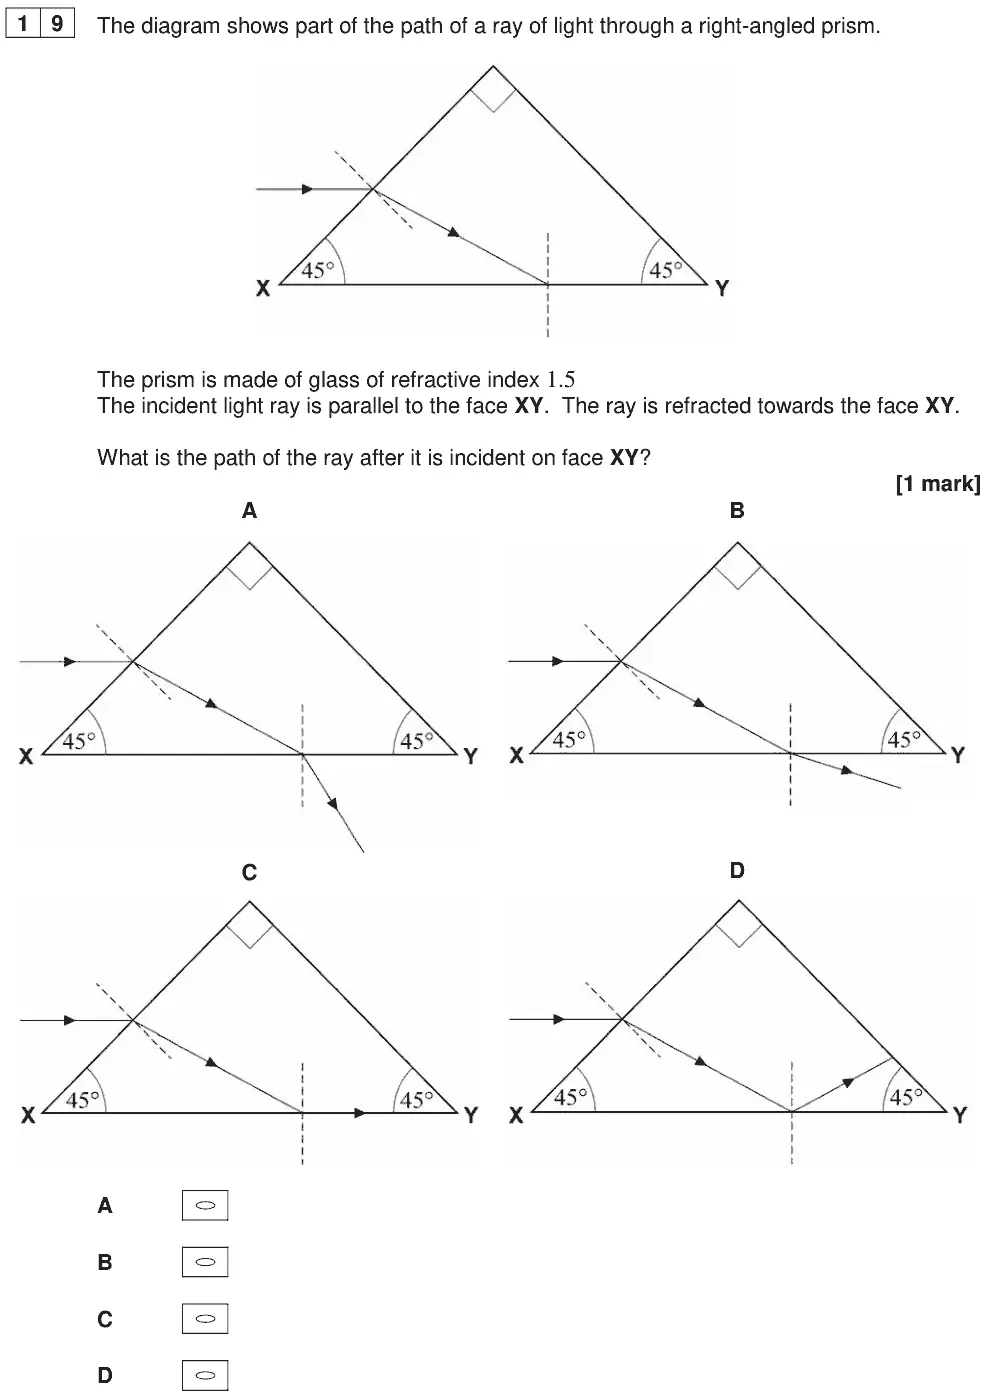 1 9 The diagram shows part of the path of a ray of light through a right-angled prism.
45°
45°
X
Y
The prism is made of glass of refractive index 1.5
The incident light ray is parallel to the face XY. The ray is refracted towards the face XY.
What is the path of the ray after it is incident on face XY?
[1 mark]
A B
45° 45° 45° 45°
X Y X Y
C D
45° 45° 45° 45°
X Y X Y
A
B
C
D